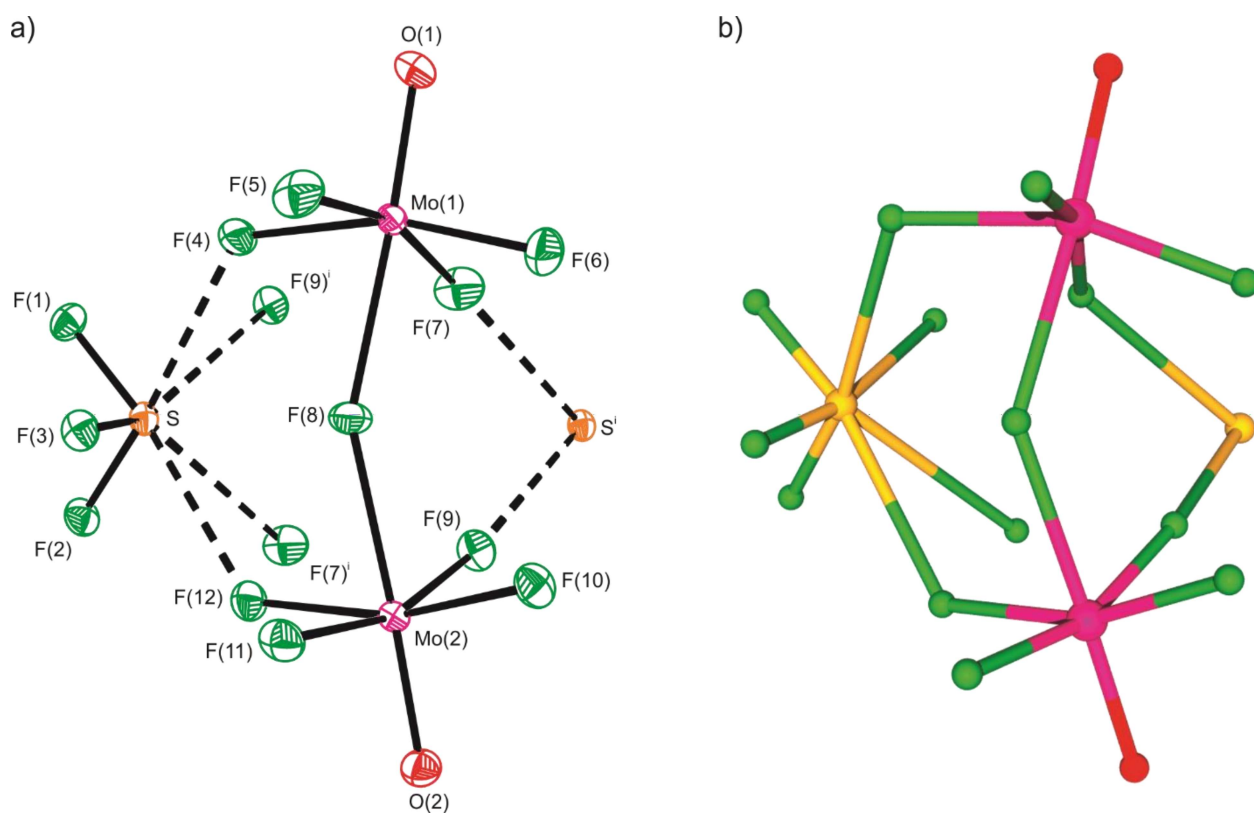 a)
b)
O(1)
F(5)
Mo(1)
F(4)
F(6)
F(9)ⁱ
F(1)
F(7)
F(8)
S
Sⁱ
F(3)
F(9)
F(2)
F(7)ⁱ
F(10)
F(12)
Mo(2)
F(11)
O(2)